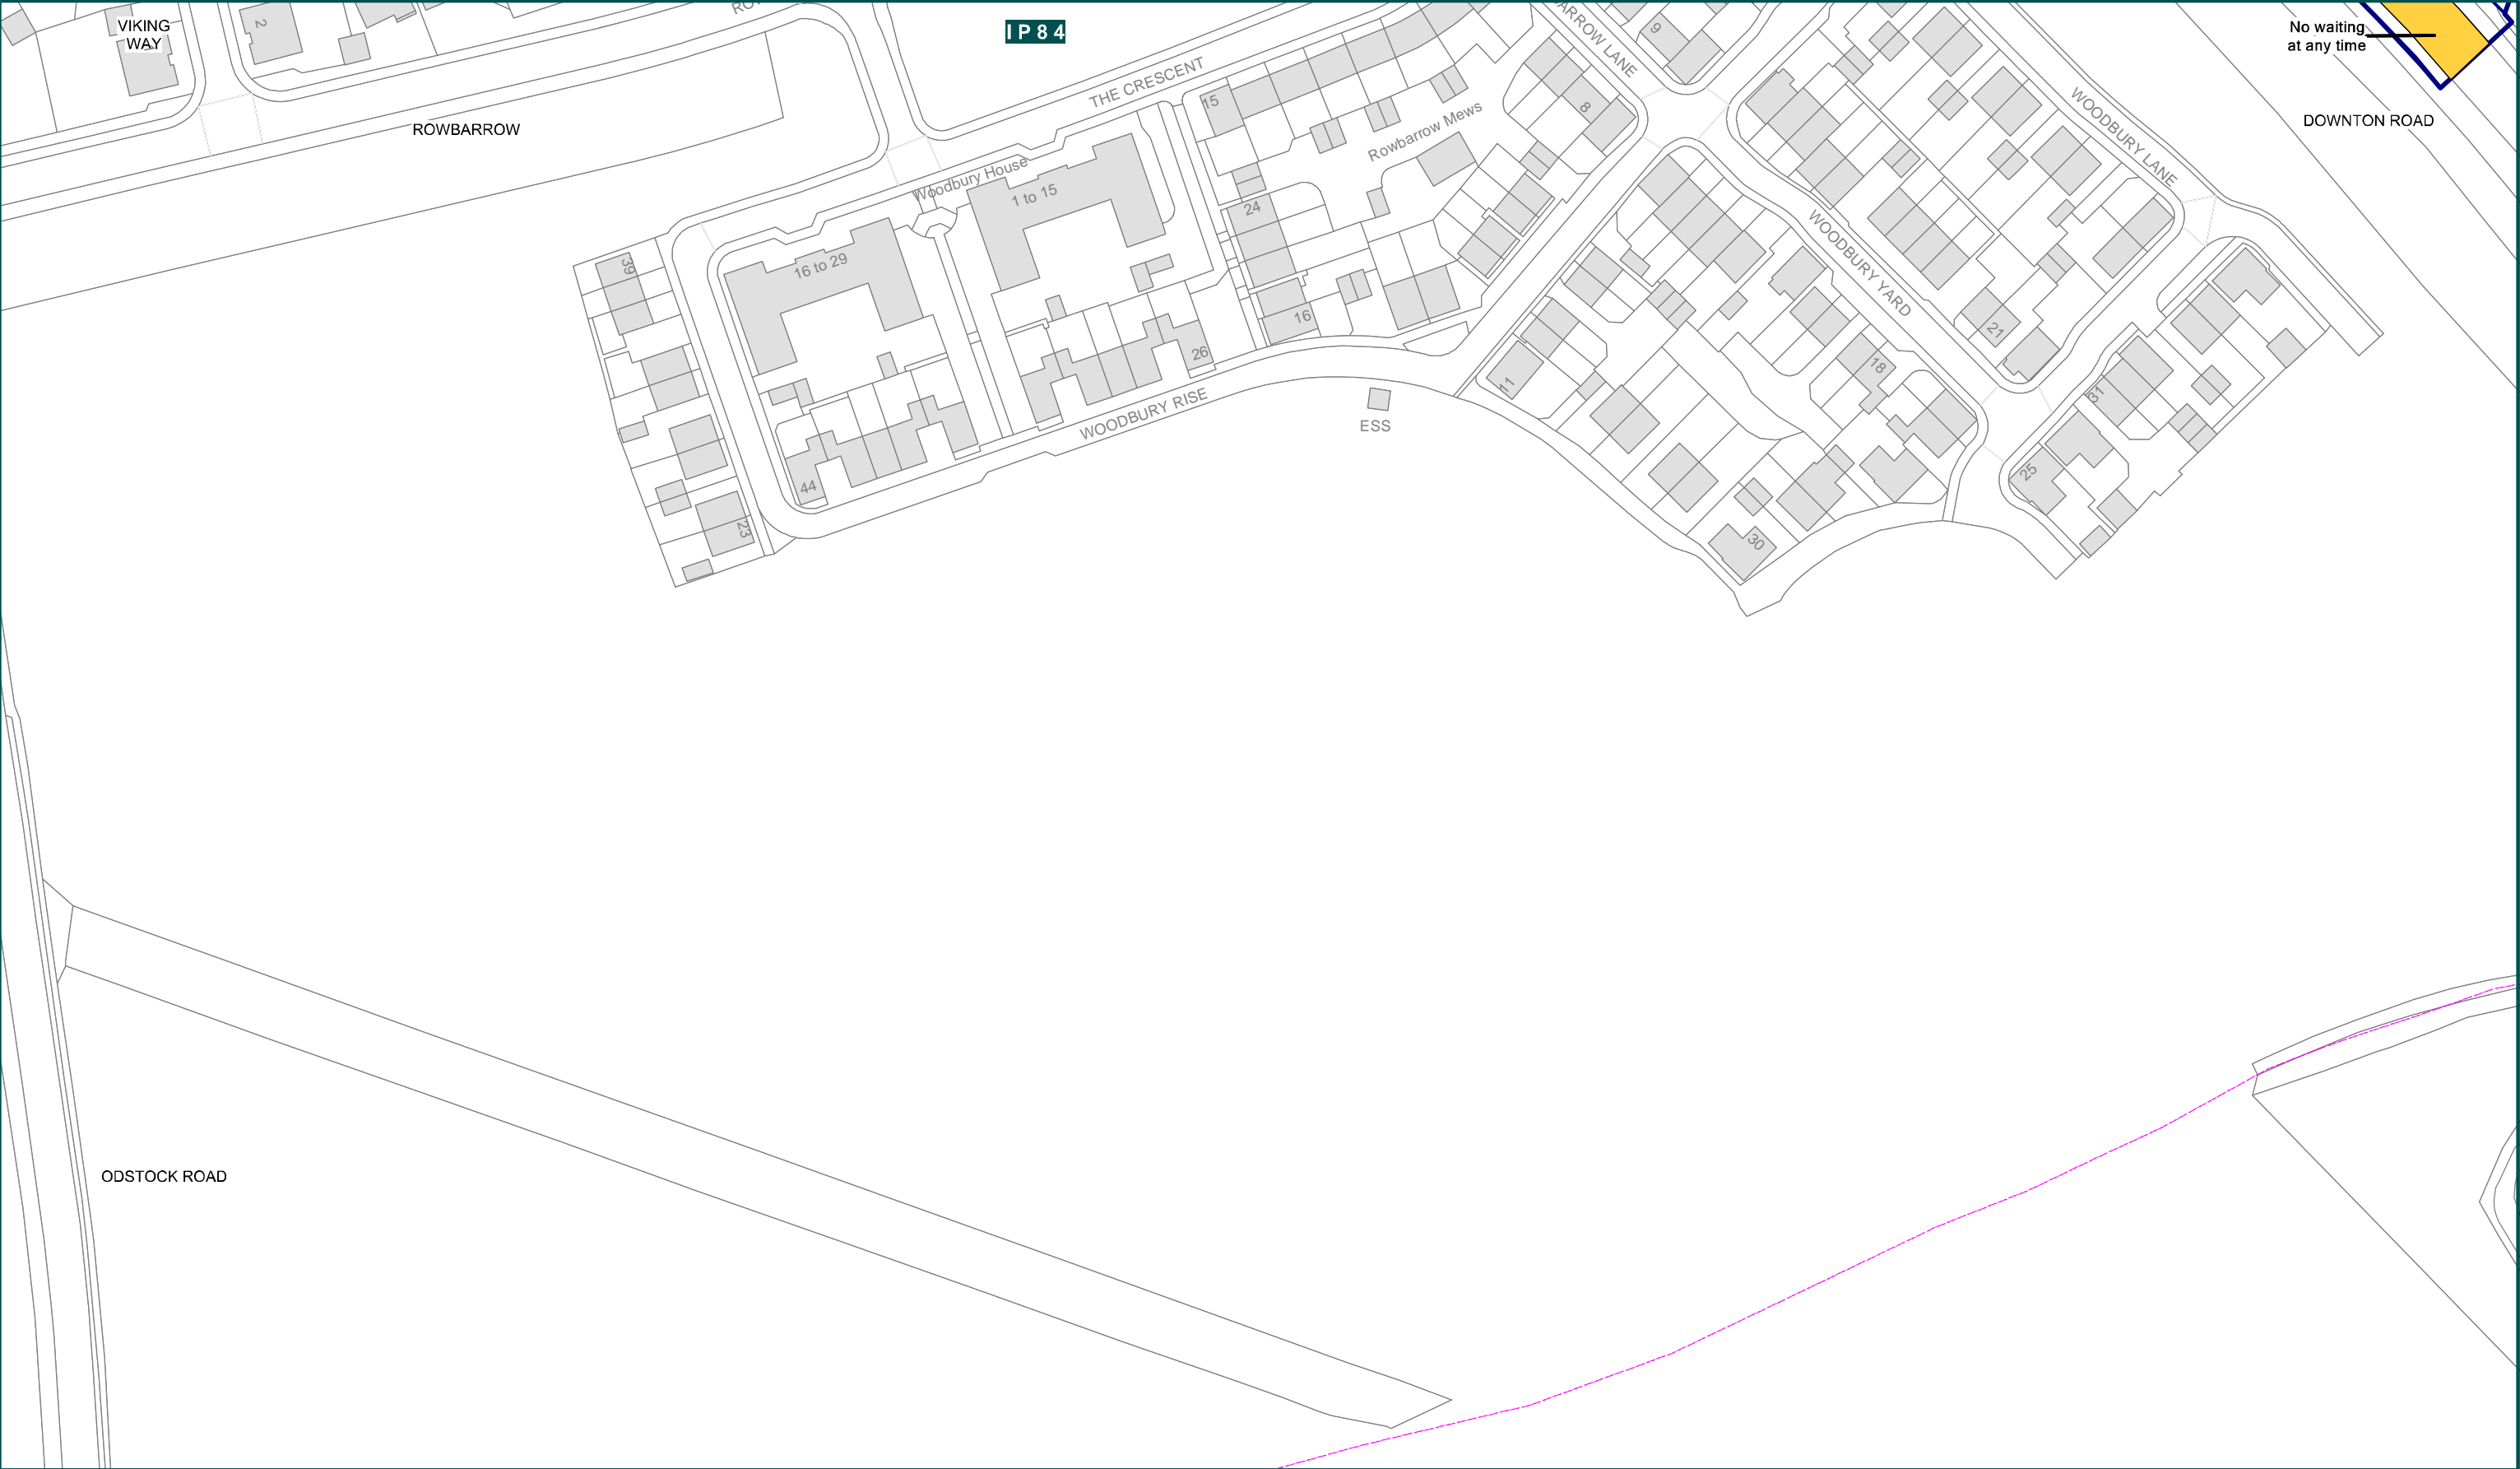 VIKING
WAY
2
ROWBARROW
IP84
THE CRESCENT
15
Rowbarrow Mews
8
9
WOODBURY LANE
No waiting
at any time
DOWNTON ROAD
Woodbury House
1 to 15
16 to 29
24
16
39
26
23
44
WOODBURY RISE
ESS
11
WOODBURY YARD
21
18
31
25
30
ODSTOCK ROAD